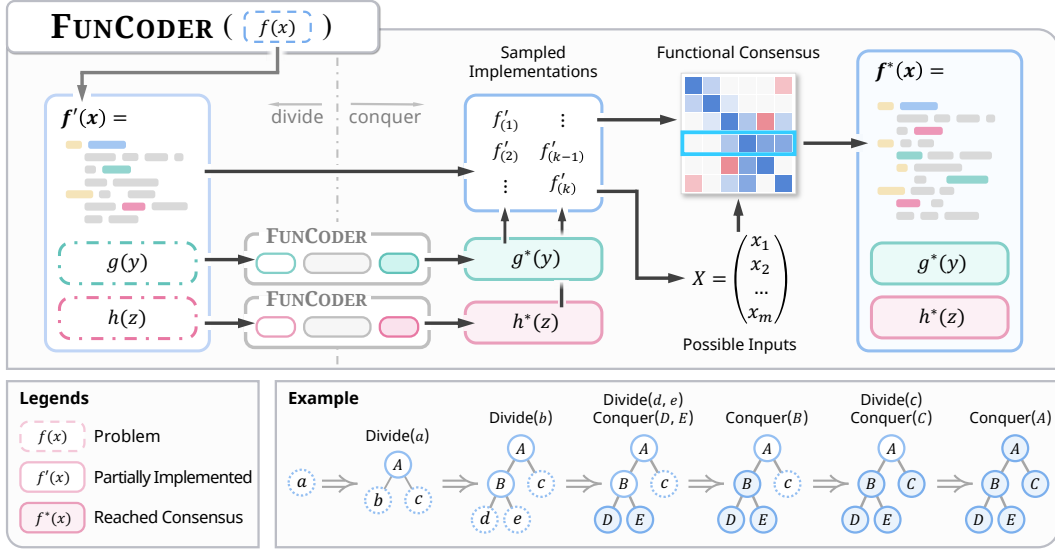 FUNCODER ( f(x) )
f′(x) =
divide
conquer
Sampled
Implementations
f′(1) ⋮
f′(2) f′(k−1)
⋮ f′(k)
Functional Consensus
f*(x) =
g(y)
FUNCODER
g*(y)
h(z)
FUNCODER
h*(z)
X =
x1
x2
...
xm
Possible Inputs
g*(y)
h*(z)
Legends
f(x) Problem
f′(x) Partially Implemented
f*(x) Reached Consensus
Example
a
Divide(a)
A
b c
Divide(b)
A
B c
d e
Divide(d, e)
Conquer(D, E)
A
B c
D E
Conquer(B)
A
B c
D E
Divide(c)
Conquer(C)
A
B C
D E
Conquer(A)
A
B C
D E